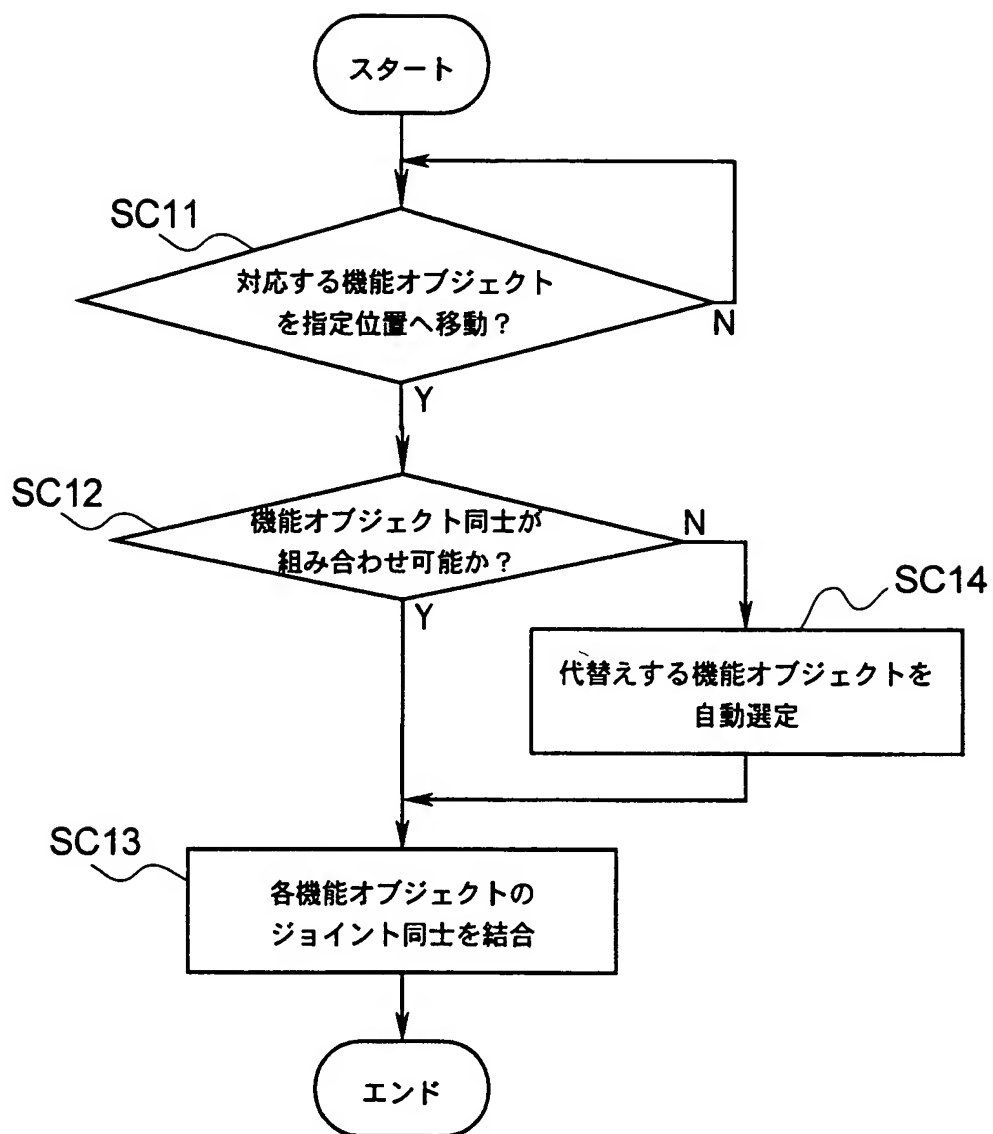 スタート
SC11
対応する機能オブジェクト
を指定位置へ移動？
N
Y
SC12
機能オブジェクト同士が
組み合わせ可能か？
N
Y
SC14
代替えする機能オブジェクトを
自動選定
SC13
各機能オブジェクトの
ジョイント同士を結合
エンド